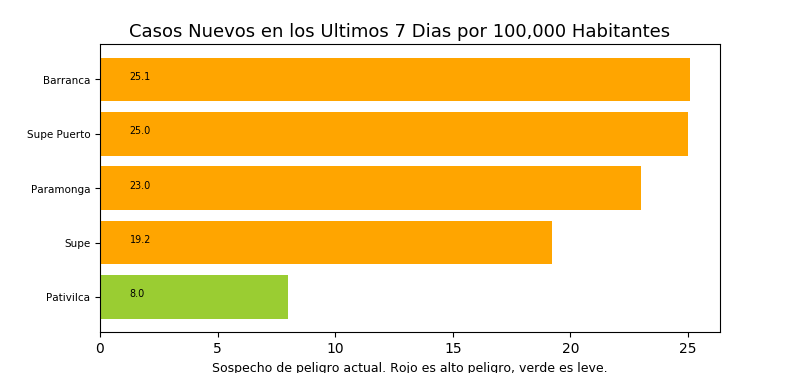 Casos Nuevos en los Ultimos 7 Dias por 100,000 Habitantes
Barranca 25.1
Supe Puerto 25.0
Paramonga 23.0
Supe 19.2
Pativilca 8.0
0 5 10 15 20 25
Sospecho de peligro actual. Rojo es alto peligro, verde es leve.